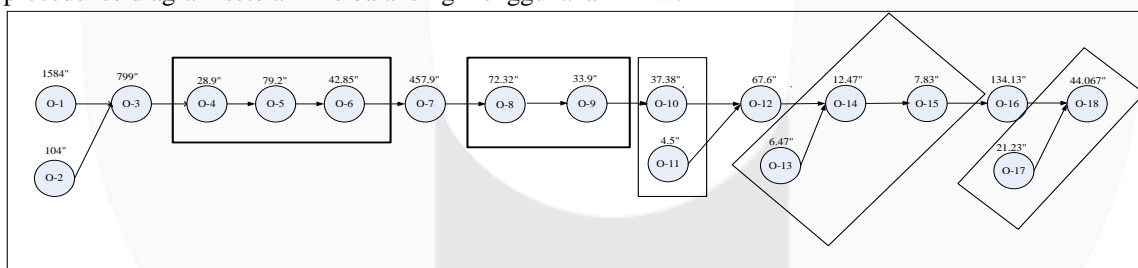 1584" 799" 28.9" 79.2" 42.85" 457.9" 72.32" 33.9" 37.38" 67.6" 12.47" 7.83" 134.13" 44.067"
O-1 O-3 O-4 O-5 O-6 O-7 O-8 O-9 O-10 O-12 O-14 O-15 O-16 O-18
104" 4.5" 6.47" 21.23"
O-2 O-11 O-13 O-17